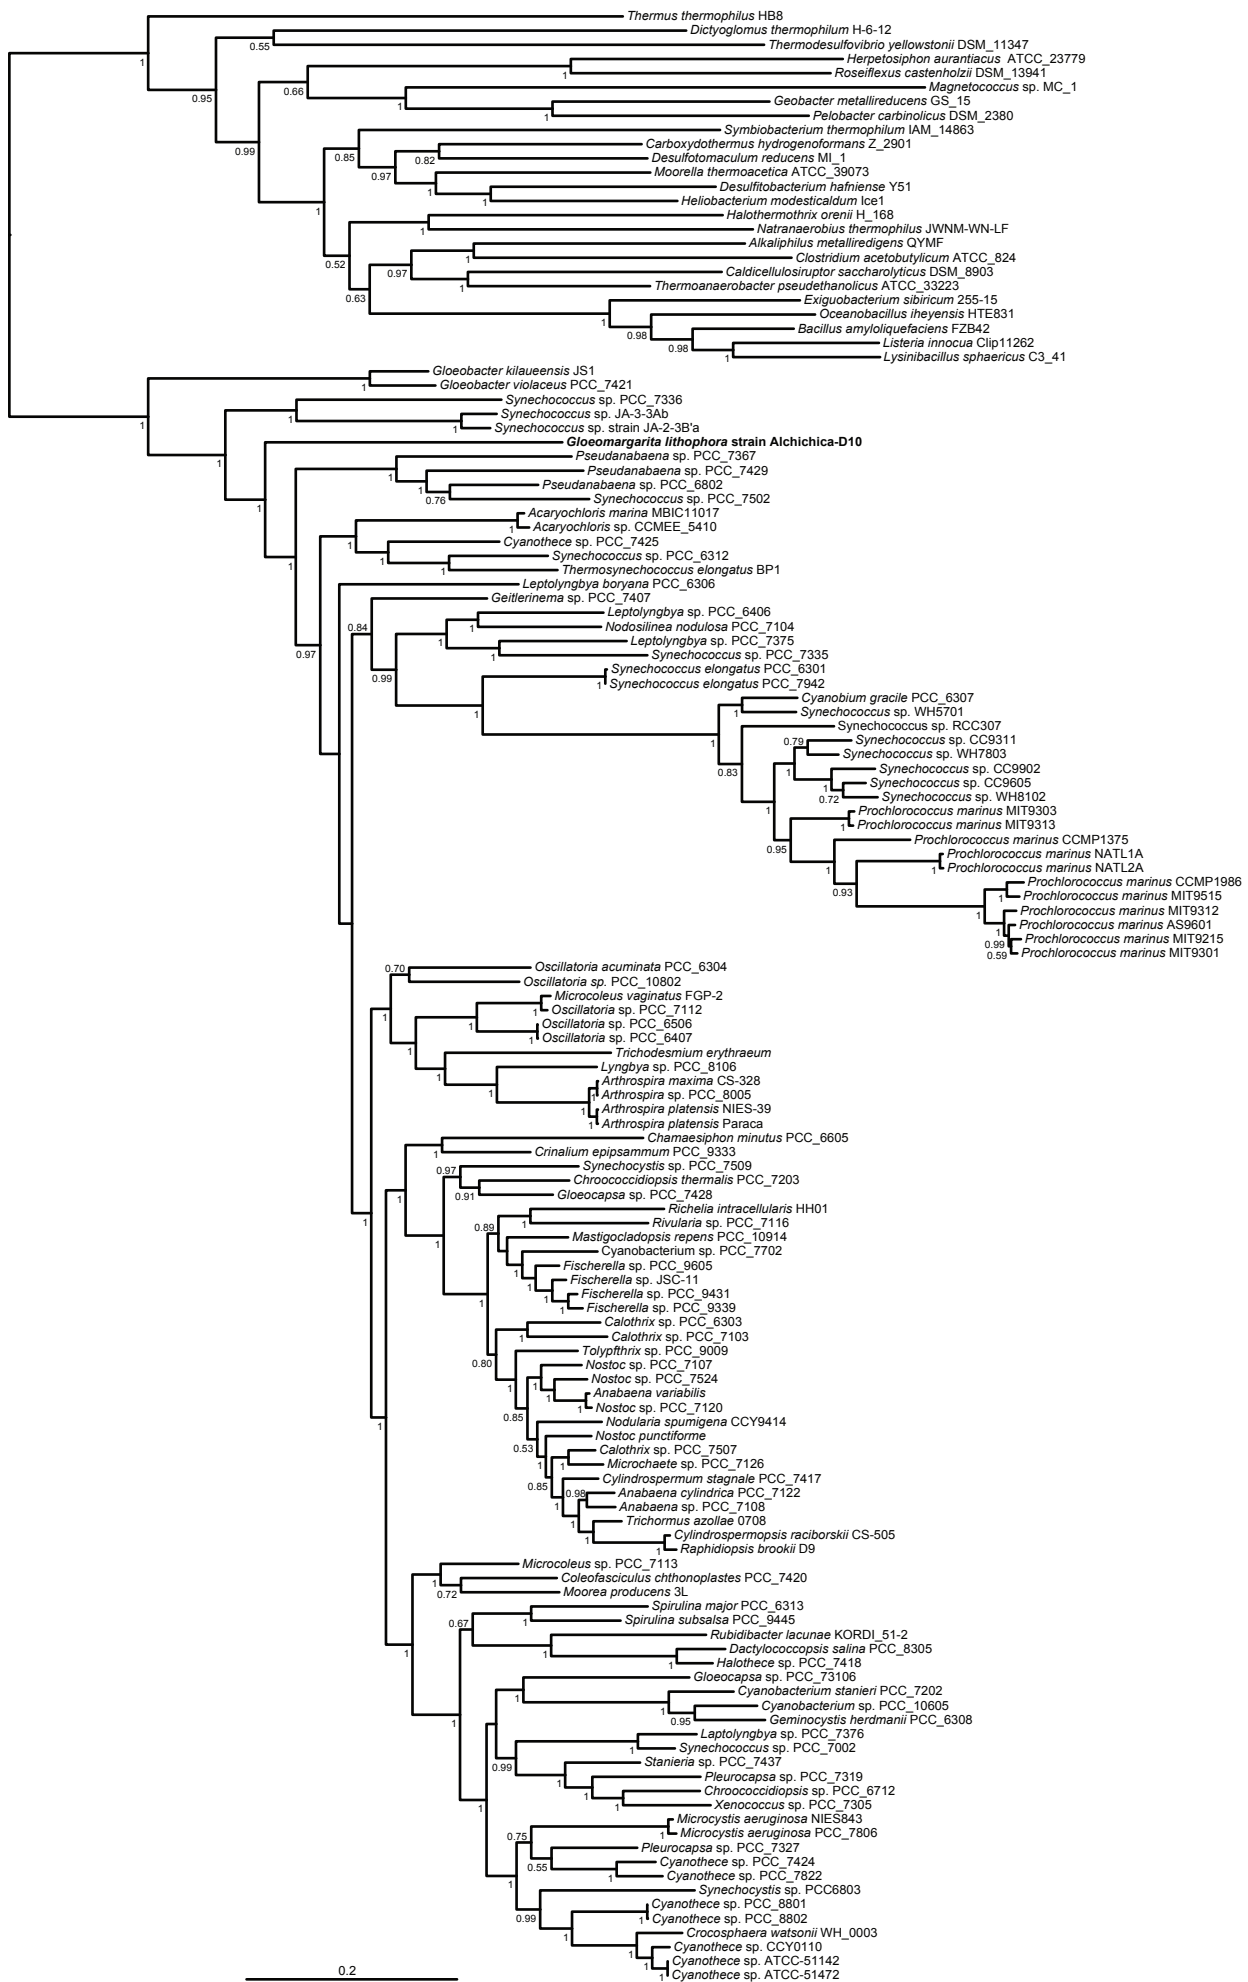 Thermus thermophilus HB8
Dictyoglomus thermophilum H-6-12
0.55
Thermodesulfovibrio yellowstonii DSM_11347
1
Herpetosiphon aurantiacus ATCC_23779
1
Roseiflexus castenholzii DSM_13941
0.66
Magnetococcus sp. MC_1
0.95
Geobacter metallireducens GS_15
1
1
Pelobacter carbinolicus DSM_2380
Symbiobacterium thermophilum IAM_14863
0.99
Carboxydothermus hydrogenoformans Z_2901
0.85
0.82
Desulfotomaculum reducens MI_1
Moorella thermoacetica ATCC_39073
0.97
Desulfitobacterium hafniense Y51
1
1
Heliobacterium modesticaldum Ice1
1
Halothermothrix orenii H_168
1
Natranaerobius thermophilus JWNM-WN-LF
Alkaliphilus metalliredigens QYMF
1
Clostridium acetobutylicum ATCC_824
0.52
0.97
Caldicellulosiruptor saccharolyticus DSM_8903
1
Thermoanaerobacter pseudethanolicus ATCC_33223
0.63
Exiguobacterium sibiricum 255-15
1
Oceanobacillus iheyensis HTE831
0.98
Bacillus amyloliquefaciens FZB42
0.98
Listeria innocua Clip11262
1
Lysinibacillus sphaericus C3_41
Gloeobacter kilaueensis JS1
1
Gloeobacter violaceus PCC_7421
Synechococcus sp. PCC_7336
1
1
Synechococcus sp. JA-3-3Ab
1
Synechococcus sp. strain JA-2-3B'a
Gloeomargarita lithophora strain Alchichica-D10
1
Pseudanabaena sp. PCC_7367
Pseudanabaena sp. PCC_7429
1
Pseudanabaena sp. PCC_6802
1
0.76
Synechococcus sp. PCC_7502
1
Acaryochloris marina MBIC11017
1
Acaryochloris sp. CCMEE_5410
1
Cyanothece sp. PCC_7425
1
Synechococcus sp. PCC_6312
1
1
Thermosynechococcus elongatus BP1
Leptolyngbya boryana PCC_6306
Geitlerinema sp. PCC_7407
Leptolyngbya sp. PCC_6406
0.84
1
Nodosilinea nodulosa PCC_7104
1
Leptolyngbya sp. PCC_7375
0.97
1
Synechococcus sp. PCC_7335
0.99
Synechococcus elongatus PCC_6301
1
Synechococcus elongatus PCC_7942
Cyanobium gracile PCC_6307
1
1
Synechococcus sp. WH5701
Synechococcus sp. RCC307
1
0.79
Synechococcus sp. CC9311
Synechococcus sp. WH7803
0.83
1
Synechococcus sp. CC9902
1
Synechococcus sp. CC9605
0.72
Synechococcus sp. WH8102
1
Prochlorococcus marinus MIT9303
1
Prochlorococcus marinus MIT9313
0.95
Prochlorococcus marinus CCMP1375
Prochlorococcus marinus NATL1A
1
1
Prochlorococcus marinus NATL2A
0.93
Prochlorococcus marinus CCMP1986
1
Prochlorococcus marinus MIT9515
1
Prochlorococcus marinus MIT9312
1
Prochlorococcus marinus AS9601
0.99
Prochlorococcus marinus MIT9215
0.59
Prochlorococcus marinus MIT9301
0.70
Oscillatoria acuminata PCC_6304
Oscillatoria sp. PCC_10802
Microcoleus vaginatus FGP-2
1
1
Oscillatoria sp. PCC_7112
1
Oscillatoria sp. PCC_6506
1
Oscillatoria sp. PCC_6407
1
Trichodesmium erythraeum
Lyngbya sp. PCC_8106
1
Arthrospira maxima CS-328
1
1
Arthrospira sp. PCC_8005
Arthrospira platensis NIES-39
1
1
Arthrospira platensis Paraca
Chamaesiphon minutus PCC_6605
1
Crinalium epipsammum PCC_9333
0.97
Synechocystis sp. PCC_7509
Chroococcidiopsis thermalis PCC_7203
0.91
Gloeocapsa sp. PCC_7428
1
Richelia intracellularis HH01
1
1
Rivularia sp. PCC_7116
0.89
Mastigocladopsis repens PCC_10914
1
Cyanobacterium sp. PCC_7702
1
Fischerella sp. PCC_9605
1
Fischerella sp. JSC-11
1
Fischerella sp. PCC_9431
1
1
1
Fischerella sp. PCC_9339
Calothrix sp. PCC_6303
1
Calothrix sp. PCC_7103
Tolypfthrix sp. PCC_9009
0.80
Nostoc sp. PCC_7107
Nostoc sp. PCC_7524
1
1
Anabaena variabilis
1
1
Nostoc sp. PCC_7120
0.85
1
Nodularia spumigena CCY9414
Nostoc punctiforme
0.53
Calothrix sp. PCC_7507
1
1
Microchaete sp. PCC_7126
Cylindrospermum stagnale PCC_7417
0.85
0.98
Anabaena cylindrica PCC_7122
1
Anabaena sp. PCC_7108
1
Trichormus azollae 0708
Cylindrospermopsis raciborskii CS-505
1
1
Raphidiopsis brookii D9
Microcoleus sp. PCC_7113
Coleofasciculus chthonoplastes PCC_7420
1
0.72
Moorea producens 3L
Spirulina major PCC_6313
1
Spirulina subsalsa PCC_9445
0.67
Rubidibacter lacunae KORDI_51-2
1
Dactylococcopsis salina PCC_8305
1
1
Halothece sp. PCC_7418
Gloeocapsa sp. PCC_73106
1
Cyanobacterium stanieri PCC_7202
1
Cyanobacterium sp. PCC_10605
1
0.95
Geminocystis herdmanii PCC_6308
Laptolyngbya sp. PCC_7376
1
Synechococcus sp. PCC_7002
0.99
Stanieria sp. PCC_7437
1
Pleurocapsa sp. PCC_7319
1
Chroococcidiopsis sp. PCC_6712
1
1
Xenococcus sp. PCC_7305
Microcystis aeruginosa NIES843
0.75
1
Microcystis aeruginosa PCC_7806
Pleurocapsa sp. PCC_7327
0.55
Cyanothece sp. PCC_7424
1
1
Cyanothece sp. PCC_7822
Synechocystis sp. PCC6803
Cyanothece sp. PCC_8801
0.99
1
Cyanothece sp. PCC_8802
Crocosphaera watsonii WH_0003
1
Cyanothece sp. CCY0110
1
Cyanothece sp. ATCC-51142
1
1
Cyanothece sp. ATCC-51472
0.2